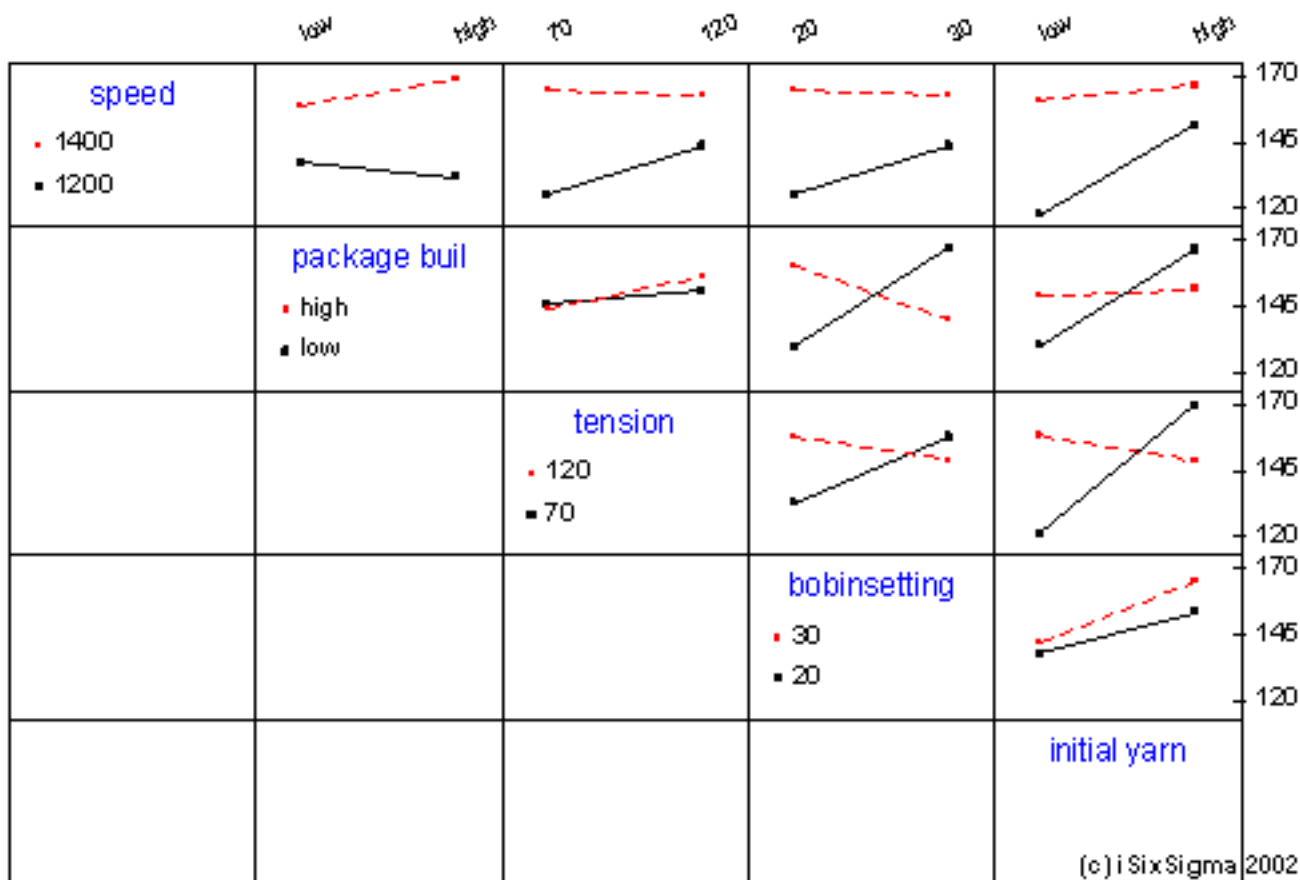 low high 70 120 20 30 low High
speed
1400
1200
170
145
120
package buil
high
low
170
145
120
tension
120
70
170
145
120
bobinsetting
30
20
170
145
120
initial yarn
(c) iSixSigma 2002